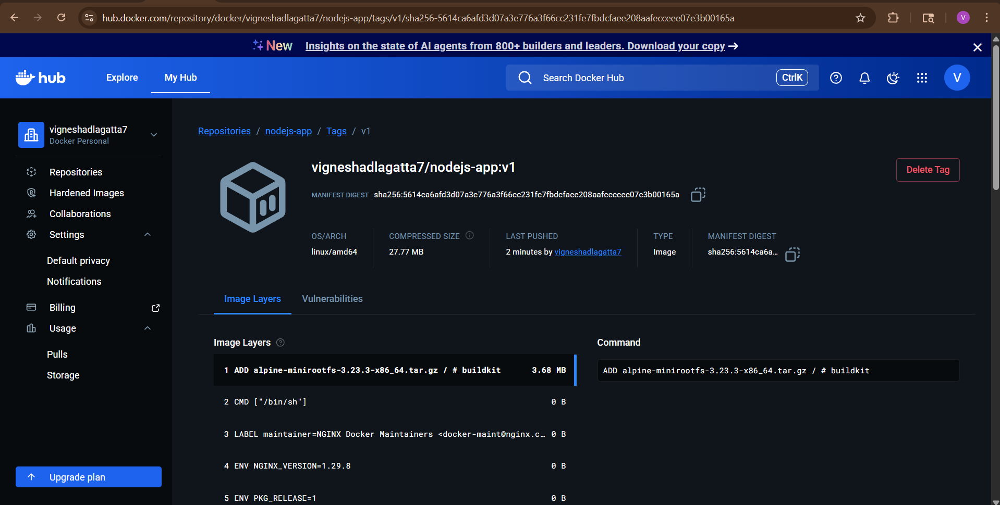 hub.docker.com/repository/docker/vigneshadlagatta7/nodejs-app/tags/v1/sha256-5614ca6afd3d07a3e776a3f66cc231fe7fbdcfaee208aafecceee07e3b00165a
V
New Insights on the state of AI agents from 800+ builders and leaders. Download your copy →
hub
Explore
My Hub
Search Docker Hub
CtrlK
V
vigneshadlagatta7
Docker Personal
Repositories
Hardened Images
Collaborations
Settings
Default privacy
Notifications
Billing
Usage
Pulls
Storage
Upgrade plan
Repositories / nodejs-app / Tags / v1
vigneshadlagatta7/nodejs-app:v1
Delete Tag
MANIFEST DIGEST sha256:5614ca6afd3d07a3e776a3f66cc231fe7fbdcfaee208aafecceee07e3b00165a
OS/ARCH
linux/amd64
COMPRESSED SIZE
27.77 MB
LAST PUSHED
2 minutes by vigneshadlagatta7
TYPE
Image
MANIFEST DIGEST
sha256:5614ca6a...
Image Layers
Vulnerabilities
Image Layers
1 ADD alpine-minirootfs-3.23.3-x86_64.tar.gz / # buildkit 3.68 MB
2 CMD ["/bin/sh"] 0 B
3 LABEL maintainer=NGINX Docker Maintainers <docker-maint@nginx.c… 0 B
4 ENV NGINX_VERSION=1.29.8 0 B
5 ENV PKG_RELEASE=1 0 B
Command
ADD alpine-minirootfs-3.23.3-x86_64.tar.gz / # buildkit